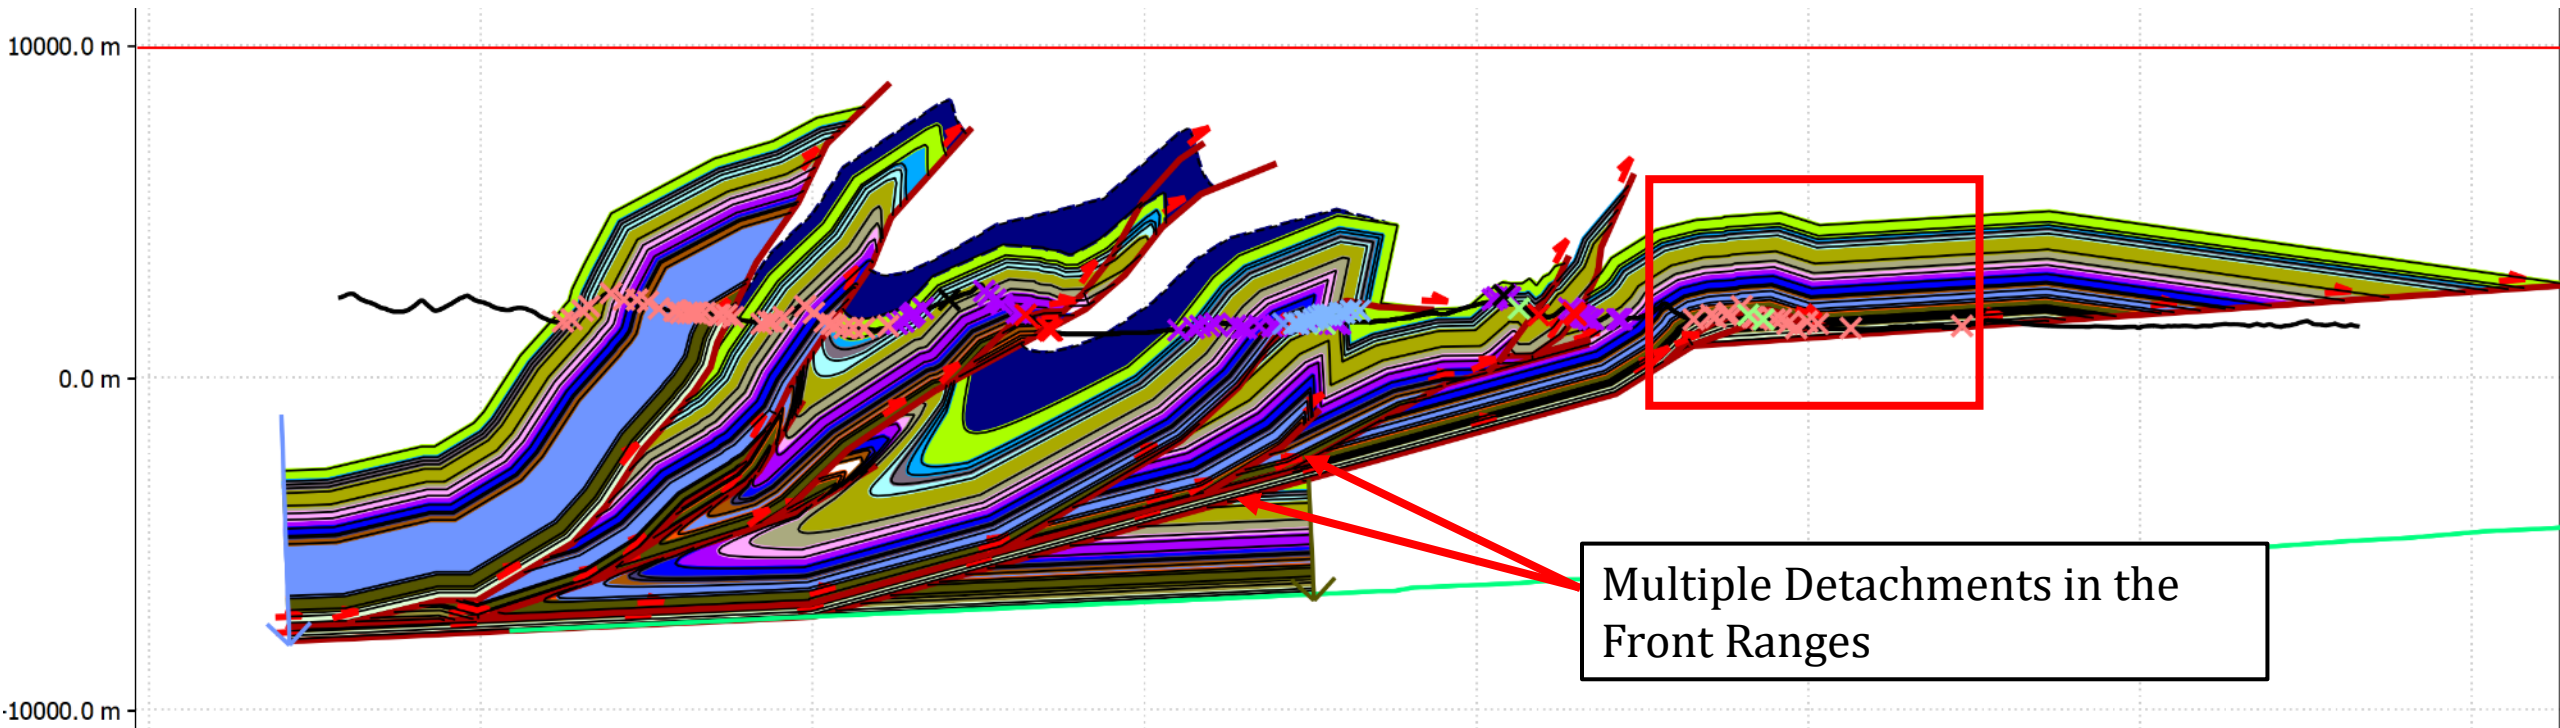 10000.0 m
0.0 m
-10000.0 m
Multiple Detachments in the
Front Ranges